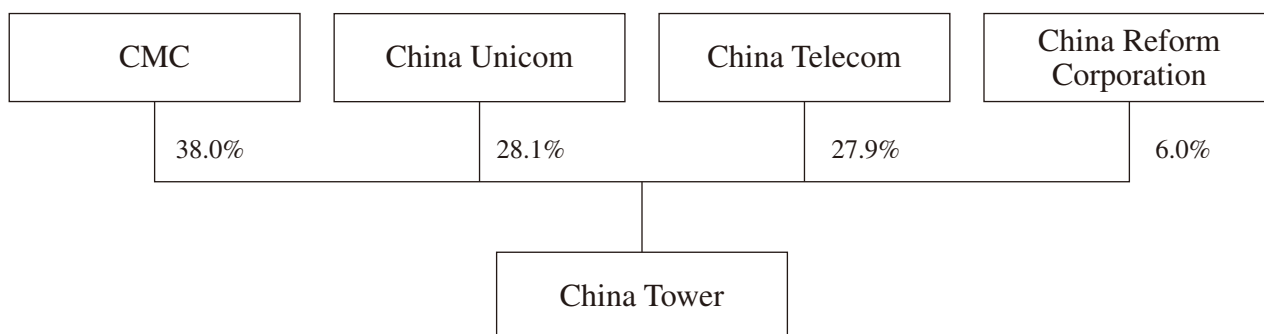 CMC
China Unicom
China Telecom
China Reform
Corporation
38.0%
28.1%
27.9%
6.0%
China Tower